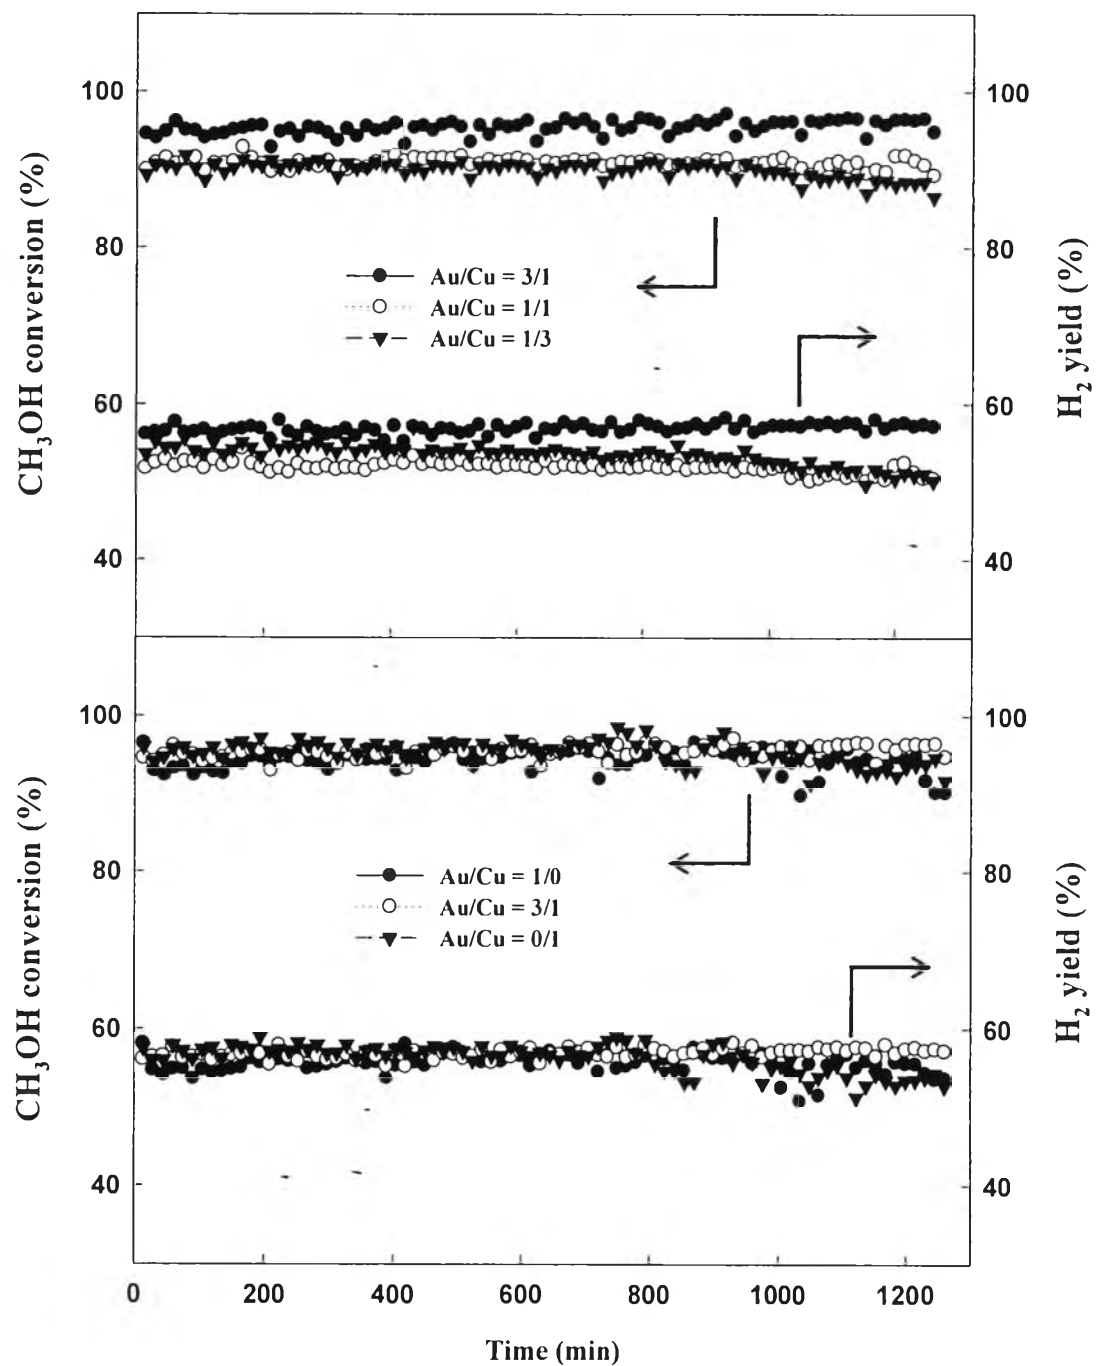 100
80
60
40
CH₃OH conversion (%)
100
80
60
40
H₂ yield (%)
Au/Cu = 3/1
Au/Cu = 1/1
Au/Cu = 1/3
100
80
60
40
CH₃OH conversion (%)
100
80
60
40
H₂ yield (%)
Au/Cu = 1/0
Au/Cu = 3/1
Au/Cu = 0/1
0 200 400 600 800 1000 1200
Time (min)